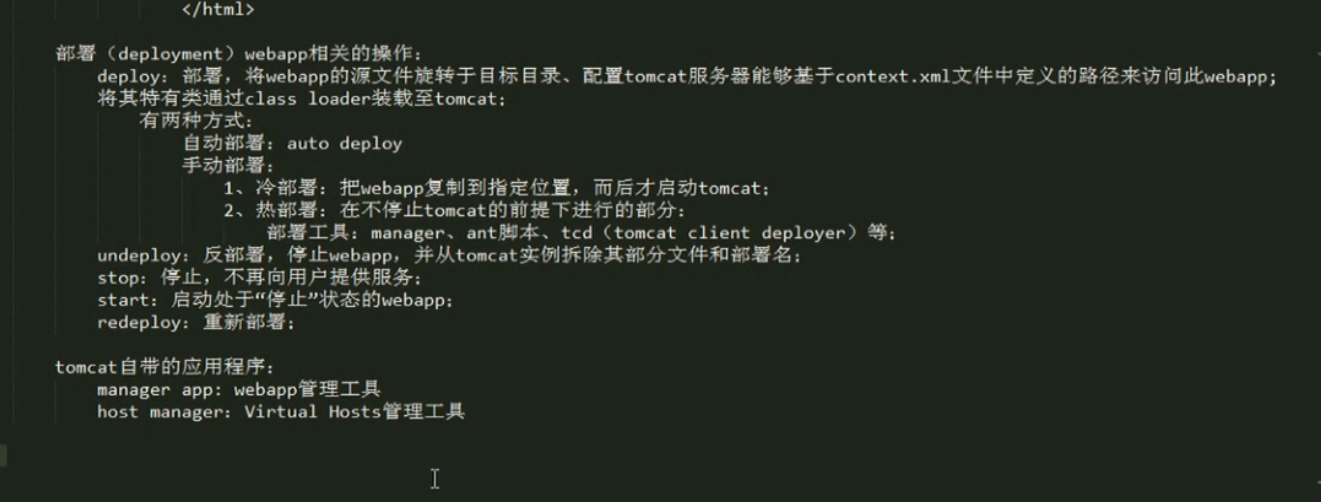 </html>
部署（deployment）webapp相关的操作：
deploy：部署，将webapp的源文件旋转于目标目录、配置tomcat服务器能够基于context.xml文件中定义的路径来访问此webapp;
将其特有类通过class loader装载至tomcat；
有两种方式：
自动部署：auto deploy
手动部署：
1、冷部署：把webapp复制到指定位置，而后才启动tomcat；
2、热部署：在不停止tomcat的前提下进行的部分：
部署工具：manager、ant脚本、tcd（tomcat client deployer）等；
undeploy：反部署，停止webapp，并从tomcat实例拆除其部分文件和部署名；
stop：停止，不再向用户提供服务；
start：启动处于“停止”状态的webapp；
redeploy：重新部署；
tomcat自带的应用程序：
manager app：webapp管理工具
host manager：Virtual Hosts管理工具